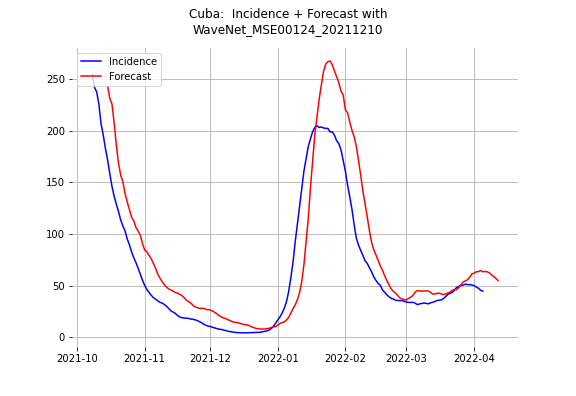 Cuba:  Incidence + Forecast with
WaveNet_MSE00124_20211210
Incidence
Forecast
250
200
150
100
50
0
2021-10 2021-11 2021-12 2022-01 2022-02 2022-03 2022-04